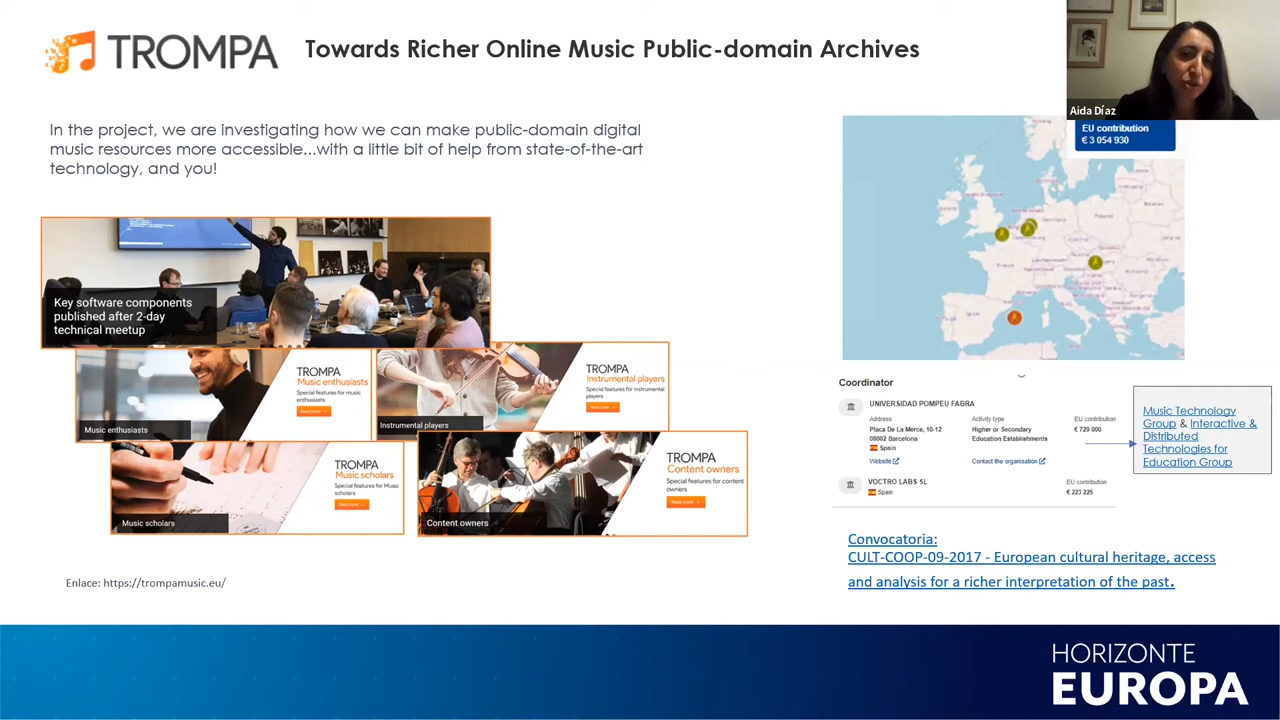 TROMPA
Towards Richer Online Music Public-domain Archives
Aida Díaz
In the project, we are investigating how we can make public-domain digital
music resources more accessible...with a little bit of help from state-of-the-art
technology, and you!
EU contribution
€ 3 054 930
Key software components
published after 2-day
technical meetup
TROMPA
Music enthusiasts
Special features for music
enthusiasts
Read more
Music enthusiasts
TROMPA
Instrumental players
Special features for instrumental
players
Read more
Instrumental players
TROMPA
Music scholars
Special features for Music
scholars
Read more
Music scholars
TROMPA
Content owners
Special features for content
owners
Read more
Content owners
Coordinator
UNIVERSIDAD POMPEU FABRA
Address
Placa De La Merce, 10-12
08002 Barcelona
Spain
Website
Activity type
Higher or Secondary
Education Establishments
Contact the organisation
EU contribution
€ 729 000
VOCTRO LABS SL
Spain
EU contribution
€ 223 225
Music Technology
Group & Interactive &
Distributed
Technologies for
Education Group
Convocatoria:
CULT-COOP-09-2017 - European cultural heritage, access
and analysis for a richer interpretation of the past.
Enlace: https://trompamusic.eu/
HORIZONTE
EUROPA